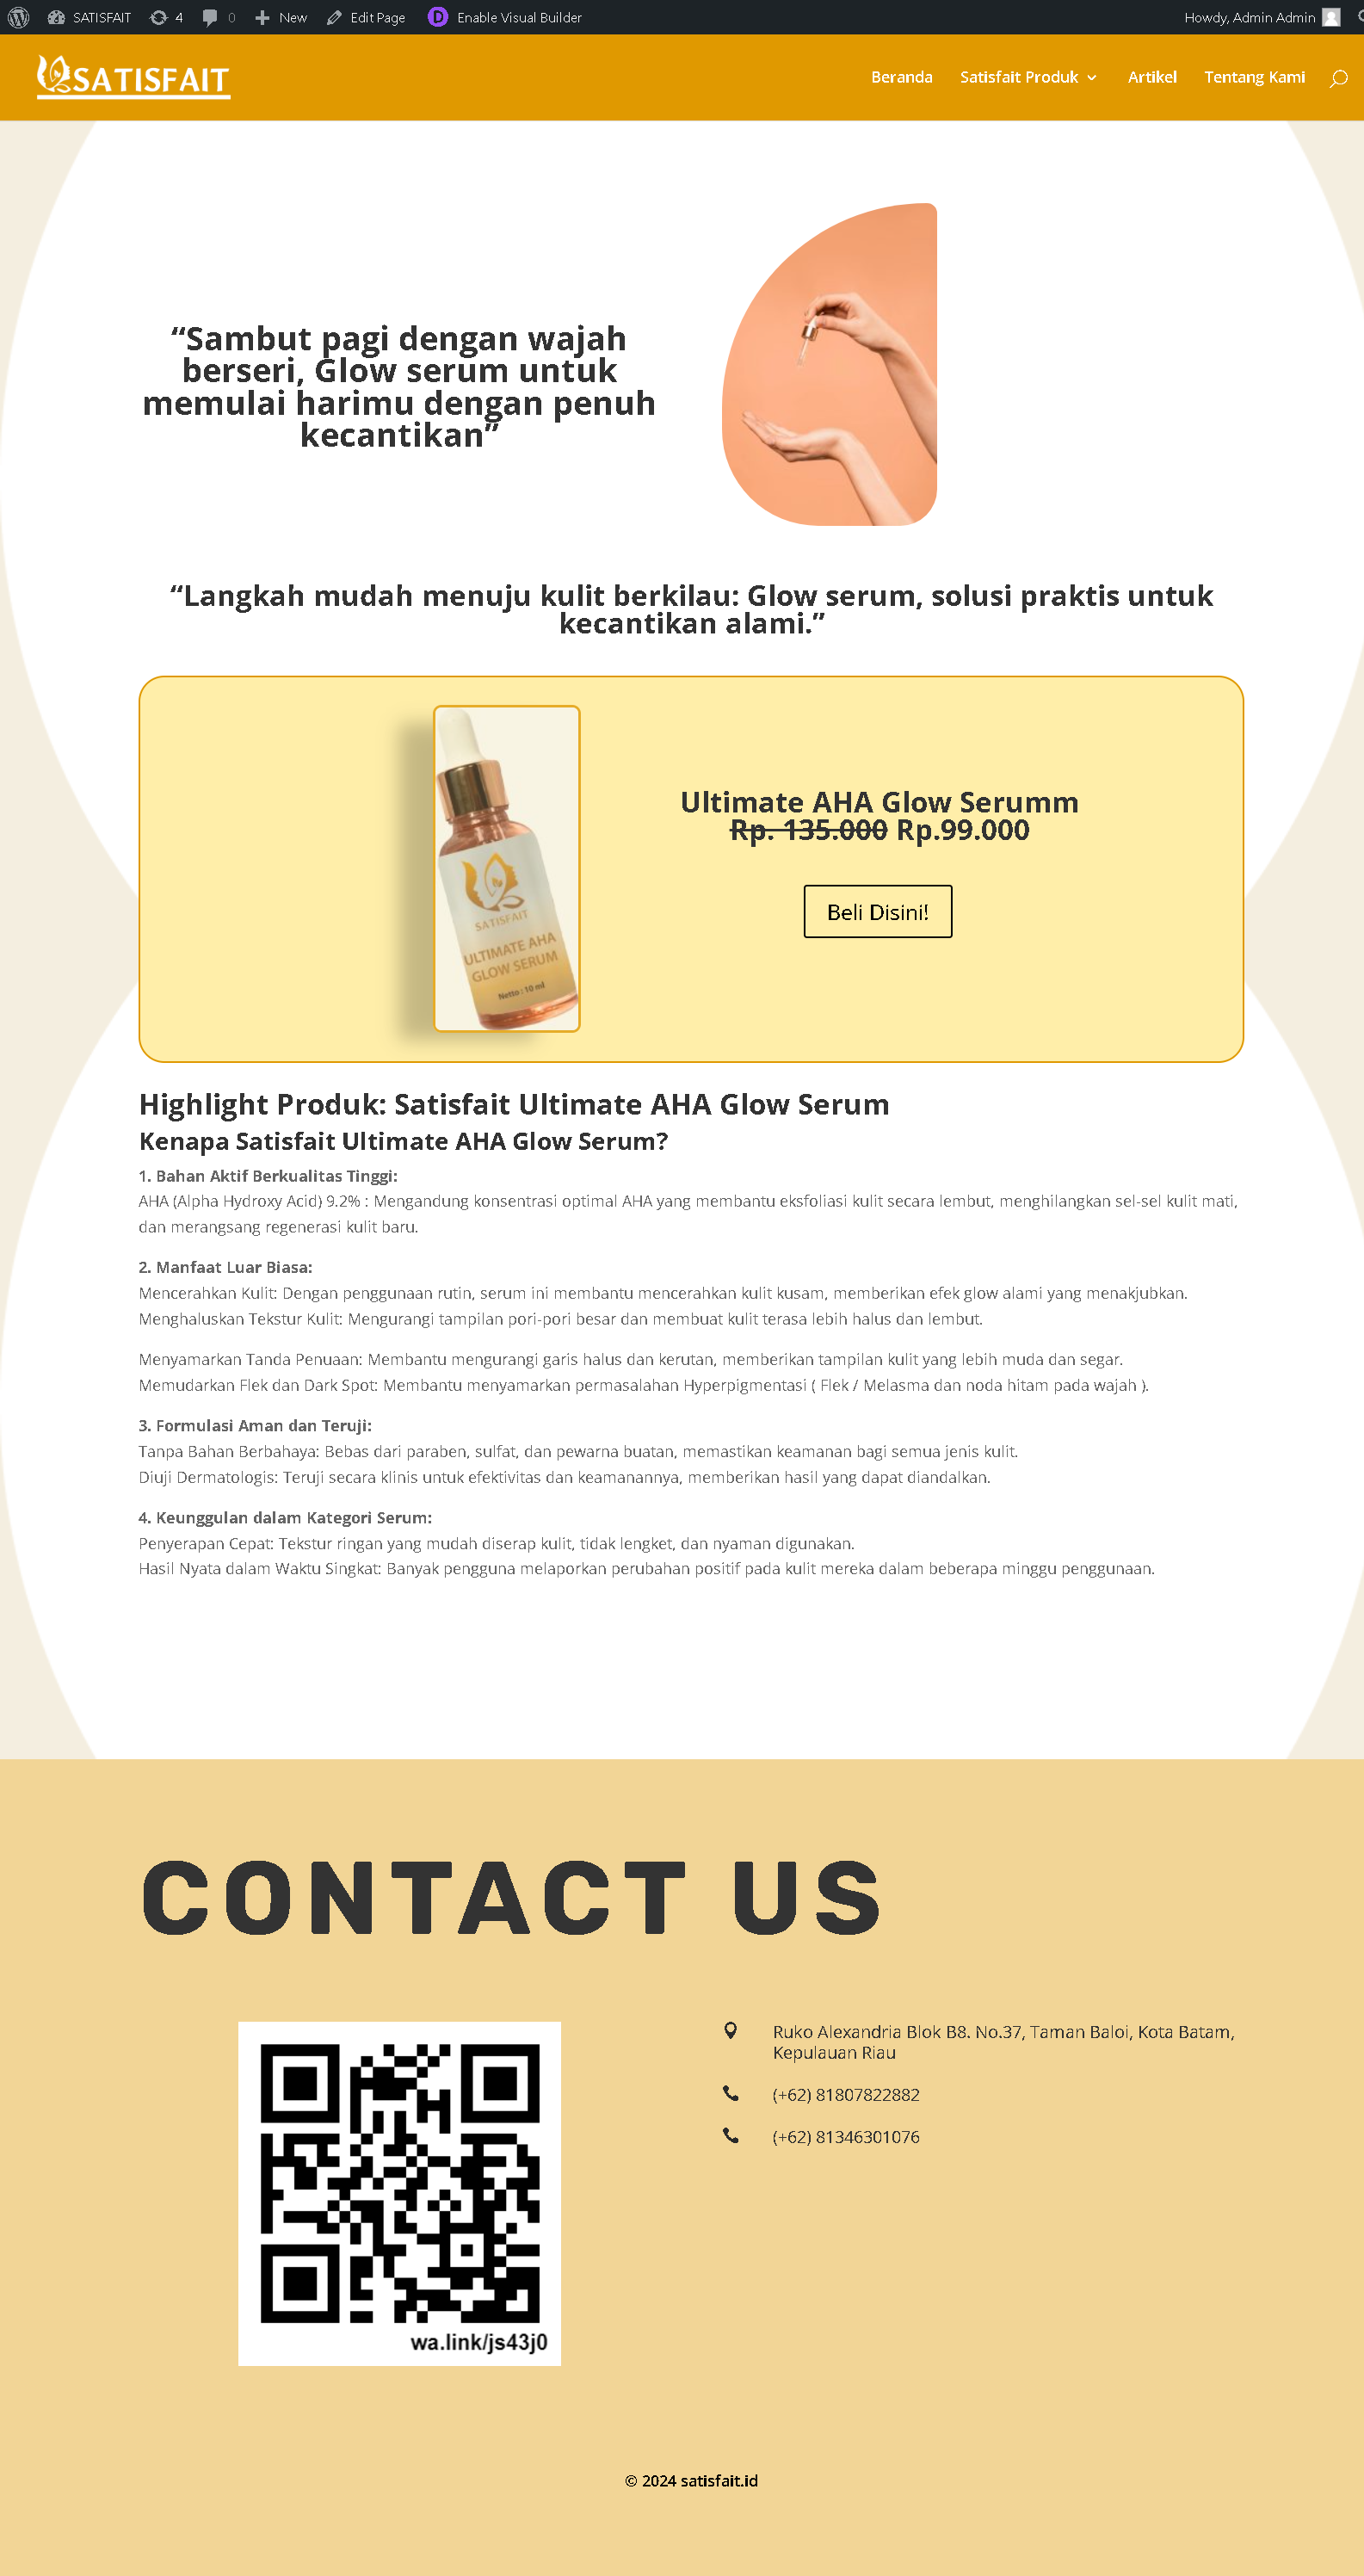 SATISFAIT 4 0 New Edit Page Enable Visual Builder Howdy, Admin Admin
SATISFAIT Beranda Satisfait Produk Artikel Tentang Kami
“Sambut pagi dengan wajah
berseri, Glow serum untuk
memulai harimu dengan penuh
kecantikan”
“Langkah mudah menuju kulit berkilau: Glow serum, solusi praktis untuk
kecantikan alami.”
SATISFAIT
ULTIMATE AHA
GLOW SERUM
Netto : 10 ml
Ultimate AHA Glow Serumm
Rp. 135.000 Rp.99.000
Beli Disini!
Highlight Produk: Satisfait Ultimate AHA Glow Serum
Kenapa Satisfait Ultimate AHA Glow Serum?
1. Bahan Aktif Berkualitas Tinggi:
AHA (Alpha Hydroxy Acid) 9.2% : Mengandung konsentrasi optimal AHA yang membantu eksfoliasi kulit secara lembut, menghilangkan sel-sel kulit mati,
dan merangsang regenerasi kulit baru.
2. Manfaat Luar Biasa:
Mencerahkan Kulit: Dengan penggunaan rutin, serum ini membantu mencerahkan kulit kusam, memberikan efek glow alami yang menakjubkan.
Menghaluskan Tekstur Kulit: Mengurangi tampilan pori-pori besar dan membuat kulit terasa lebih halus dan lembut.
Menyamarkan Tanda Penuaan: Membantu mengurangi garis halus dan kerutan, memberikan tampilan kulit yang lebih muda dan segar.
Memudarkan Flek dan Dark Spot: Membantu menyamarkan permasalahan Hyperpigmentasi ( Flek / Melasma dan noda hitam pada wajah ).
3. Formulasi Aman dan Teruji:
Tanpa Bahan Berbahaya: Bebas dari paraben, sulfat, dan pewarna buatan, memastikan keamanan bagi semua jenis kulit.
Diuji Dermatologis: Teruji secara klinis untuk efektivitas dan keamanannya, memberikan hasil yang dapat diandalkan.
4. Keunggulan dalam Kategori Serum:
Penyerapan Cepat: Tekstur ringan yang mudah diserap kulit, tidak lengket, dan nyaman digunakan.
Hasil Nyata dalam Waktu Singkat: Banyak pengguna melaporkan perubahan positif pada kulit mereka dalam beberapa minggu penggunaan.
CONTACT US
wa.link/js43j0
Ruko Alexandria Blok B8. No.37, Taman Baloi, Kota Batam,
Kepulauan Riau
(+62) 81807822882
(+62) 81346301076
© 2024 satisfait.id